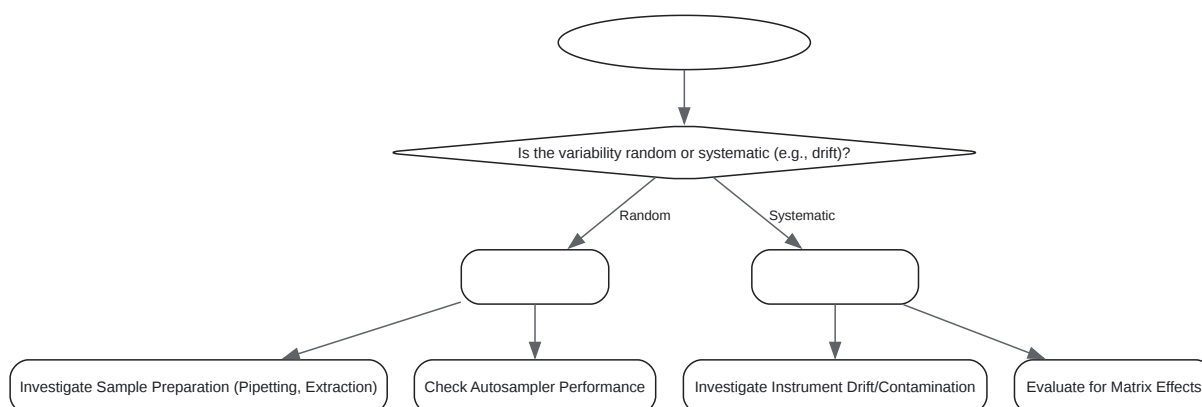 Is the variability random or systematic (e.g., drift)?
Random
Systematic
Investigate Sample Preparation (Pipetting, Extraction)
Check Autosampler Performance
Investigate Instrument Drift/Contamination
Evaluate for Matrix Effects